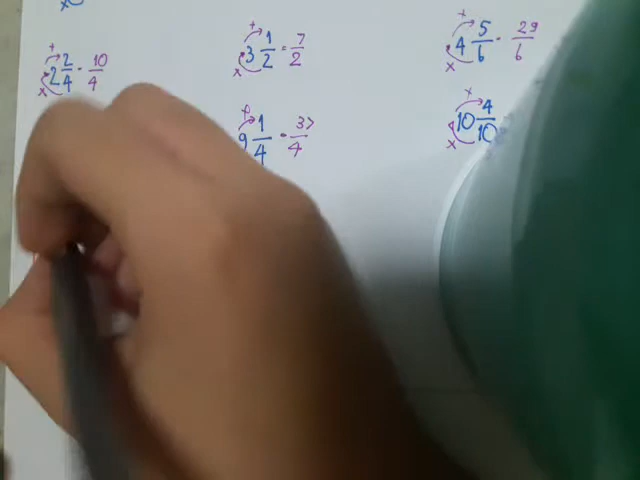 x
+ + +
2 2/4 = 10/4 3 1/2 = 7/2 4 5/6 = 29/6
x x x
+ +
9 1/4 = 37/4 10 4/10
x